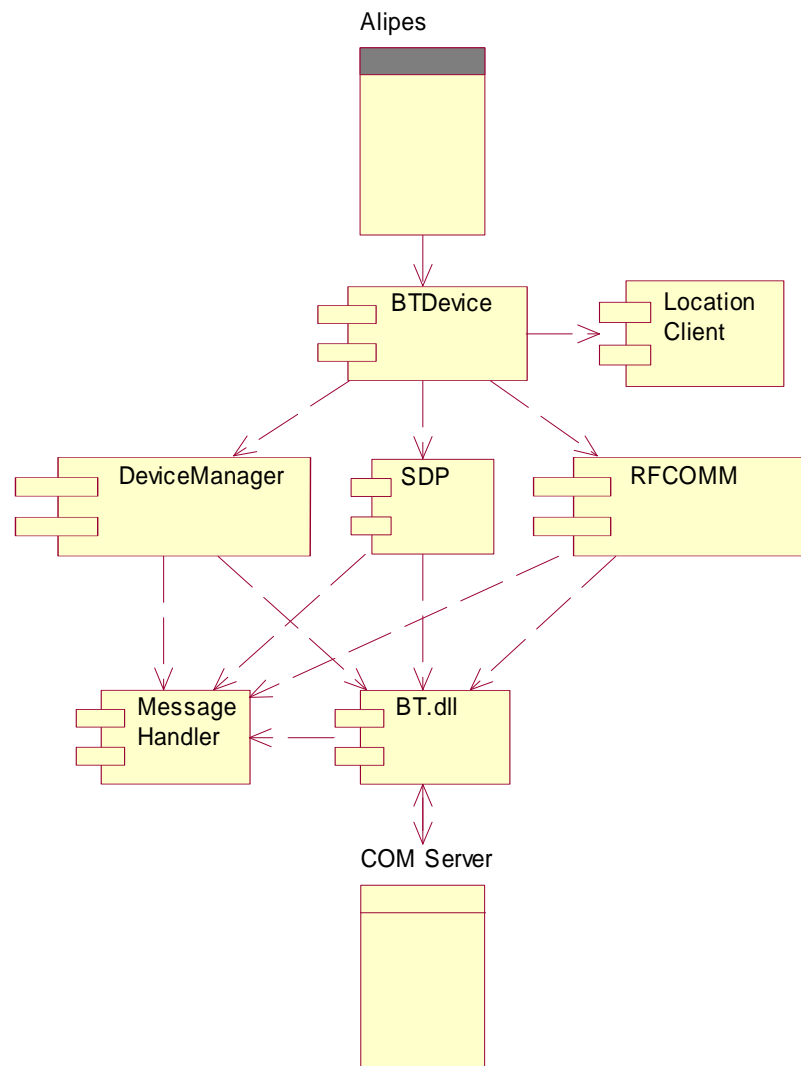 Alipes
BTDevice
Location
Client
DeviceManager
SDP
RFCOMM
Message
Handler
BT.dll
COM Server